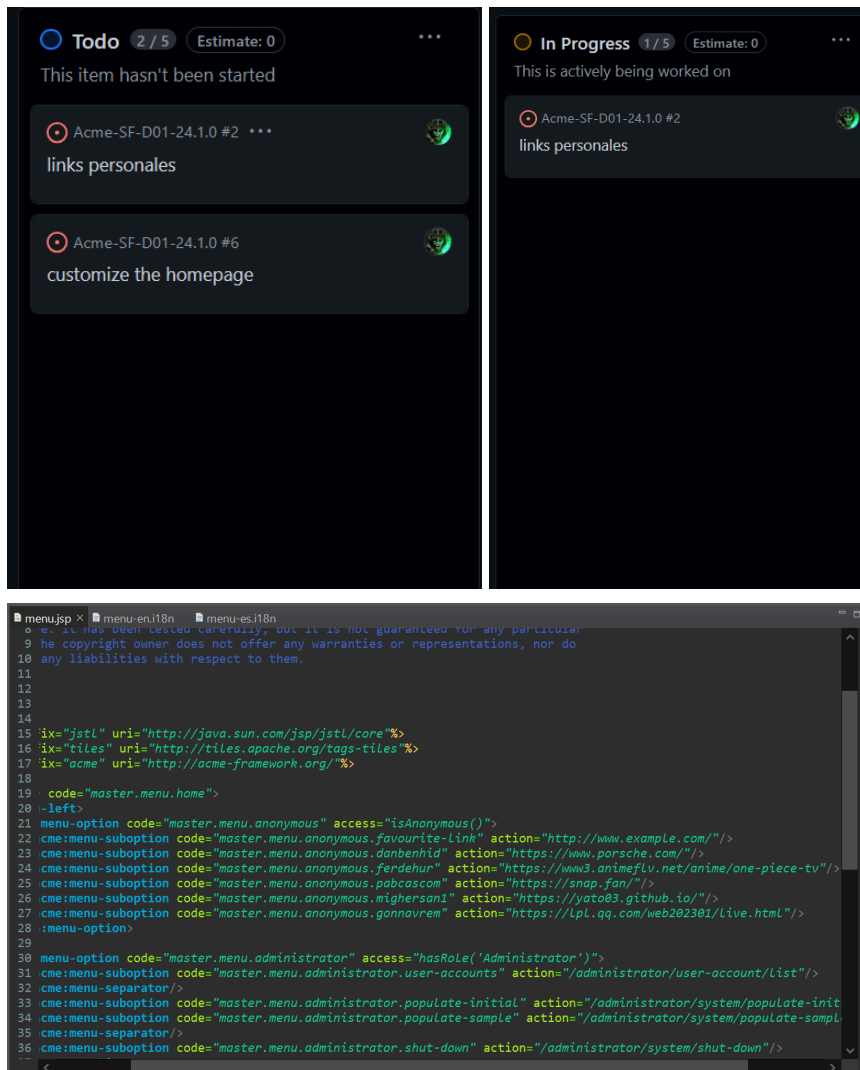 Todo 2 / 5 Estimate: 0
This item hasn't been started
Acme-SF-D01-24.1.0 #2
links personales
Acme-SF-D01-24.1.0 #6
customize the homepage
In Progress 1 / 5 Estimate: 0
This is actively being worked on
Acme-SF-D01-24.1.0 #2
links personales
menu.jsp menu-en.i18n menu-es.i18n
8 e. It has been tested carefully, but it is not guaranteed for any particular
9 he copyright owner does not offer any warranties or representations, nor do
10 any liabilities with respect to them.
11
12
13
14
15 ix="jstl" uri="http://java.sun.com/jsp/jstl/core"%>
16 ix="tiles" uri="http://tiles.apache.org/tags-tiles"%>
17 ix="acme" uri="http://acme-framework.org/"%>
18
19 code="master.menu.home">
20 -left>
21 menu-option code="master.menu.anonymous" access="isAnonymous()">
22 cme:menu-suboption code="master.menu.anonymous.favourite-link" action="http://www.example.com/"/>
23 cme:menu-suboption code="master.menu.anonymous.danbenhid" action="https://www.porsche.com/"/>
24 cme:menu-suboption code="master.menu.anonymous.ferdehur" action="https://www3.animeflv.net/anime/one-piece-tv"/>
25 cme:menu-suboption code="master.menu.anonymous.pabcascom" action="https://snap.fan/"/>
26 cme:menu-suboption code="master.menu.anonymous.mighersan1" action="https://yato03.github.io/"/>
27 cme:menu-suboption code="master.menu.anonymous.gonnavrem" action="https://lpl.qq.com/web202301/live.html"/>
28 :menu-option>
29
30 menu-option code="master.menu.administrator" access="hasRole('Administrator')">
31 cme:menu-suboption code="master.menu.administrator.user-accounts" action="/administrator/user-account/list"/>
32 cme:menu-separator/>
33 cme:menu-suboption code="master.menu.administrator.populate-initial" action="/administrator/system/populate-init
34 cme:menu-suboption code="master.menu.administrator.populate-sample" action="/administrator/system/populate-sampl
35 cme:menu-separator/>
36 cme:menu-suboption code="master.menu.administrator.shut-down" action="/administrator/system/shut-down"/>